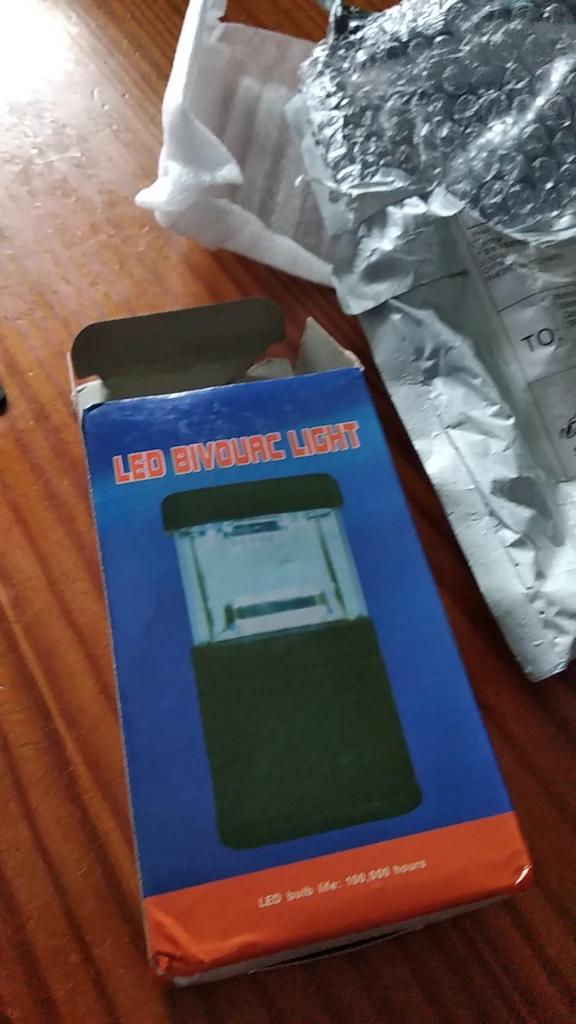 TO.
LED BIVOUAC LIGHT
LED bulb life: 100,000 hours